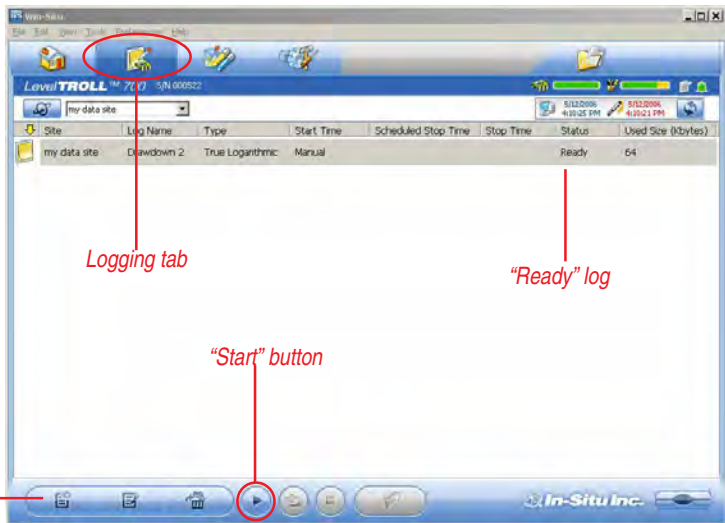 Win-Situ
File Edit View Tools Preferences Help
LevelTROLL™ 700 S/N 000522
my data site
5/12/2006 4:10:25 PM 5/12/2006 4:10:21 PM
Site Log Name Type Start Time Scheduled Stop Time Stop Time Status Used Size (Kbytes)
my data site Drawdown 2 True Logarithmic Manual Ready 64
Logging tab
"Ready" log
"Start" button
In-Situ Inc.